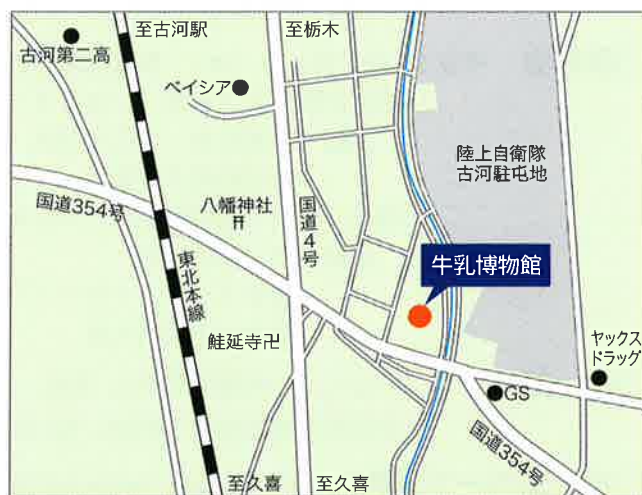 至古河駅
至栃木
古河第二高
ベイシア
陸上自衛隊
古河駐屯地
国道354号
八幡神社
国道4号
東北本線
牛乳博物館
鮭延寺卍
ヤックス
ドラッグ
GS
国道354号
至久喜
至久喜